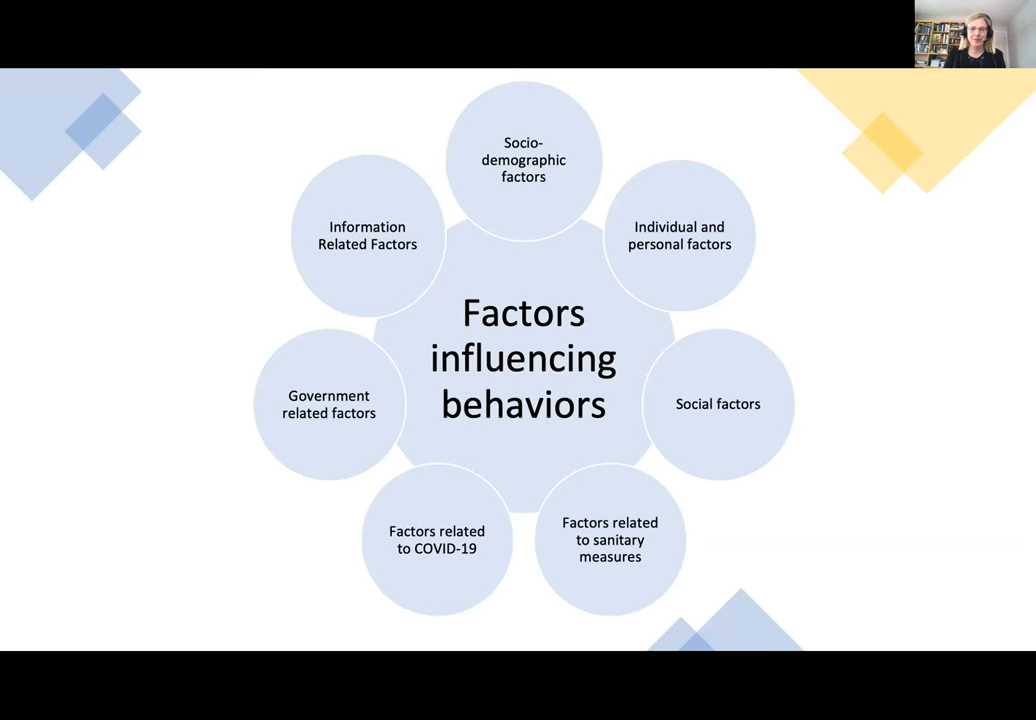 Socio-
demographic
factors
Individual and
personal factors
Social factors
Factors related
to sanitary
measures
Factors related
to COVID-19
Government
related factors
Information
Related Factors
Factors
influencing
behaviors